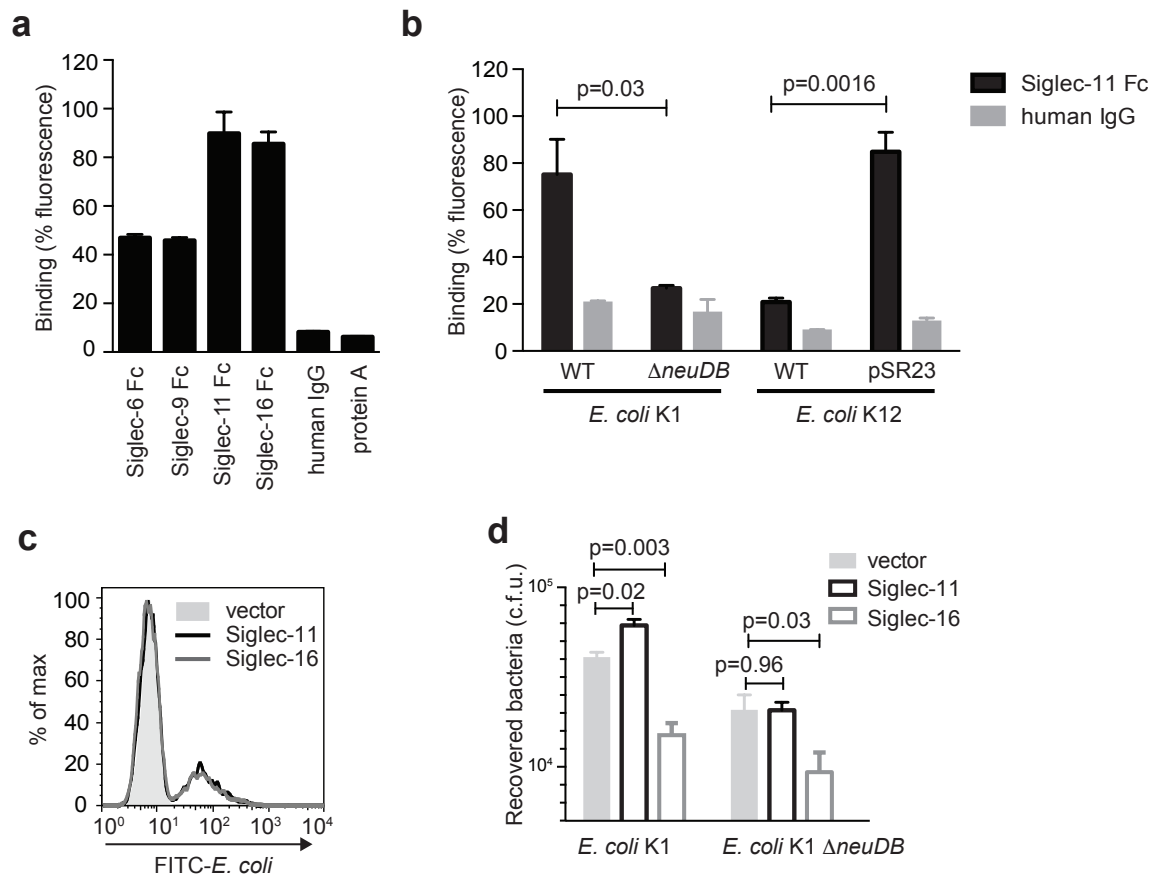 a
120
100
80
60
40
20
0
Binding (% fluorescence)
Siglec-6 Fc
Siglec-9 Fc
Siglec-11 Fc
Siglec-16 Fc
human IgG
protein A
b
120
100
80
60
40
20
0
Binding (% fluorescence)
p=0.03
p=0.0016
Siglec-11 Fc
human IgG
WT
ΔneuDB
WT
pSR23
E. coli K1
E. coli K12
c
100
80
60
40
20
0
% of max
vector
Siglec-11
Siglec-16
10⁰ 10¹ 10² 10³ 10⁴
FITC-E. coli
d
p=0.003
p=0.02
p=0.03
p=0.96
vector
Siglec-11
Siglec-16
10⁵
10⁴
Recovered bacteria (c.f.u.)
E. coli K1
E. coli K1 ΔneuDB